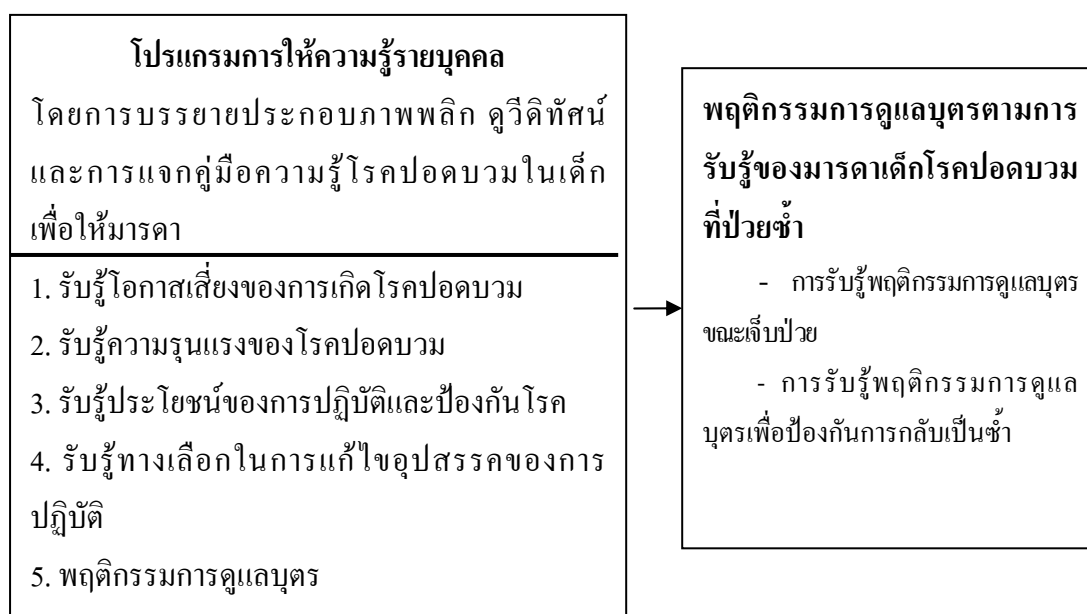 โปรแกรมการให้ความรู้รายบุคคล
โดยการบรรยายประกอบภาพพลิก ดูวีดิทัศน์
และการแจกคู่มือความรู้โรคปอดบวมในเด็ก
เพื่อให้มารดา
1. รับรู้โอกาสเสี่ยงของการเกิดโรคปอดบวม
2. รับรู้ความรุนแรงของโรคปอดบวม
3. รับรู้ประโยชน์ของการปฏิบัติและป้องกันโรค
4. รับรู้ทางเลือกในการแก้ไขอุปสรรคของการ
ปฏิบัติ
5. พฤติกรรมการดูแลบุตร
พฤติกรรมการดูแลบุตรตามการ
รับรู้ของมารดาเด็กโรคปอดบวม
ที่ป่วยซ้ำ
- การรับรู้พฤติกรรมการดูแลบุตร
ขณะเจ็บป่วย
- การรับรู้พฤติกรรมการดูแล
บุตรเพื่อป้องกันการกลับเป็นซ้ำ